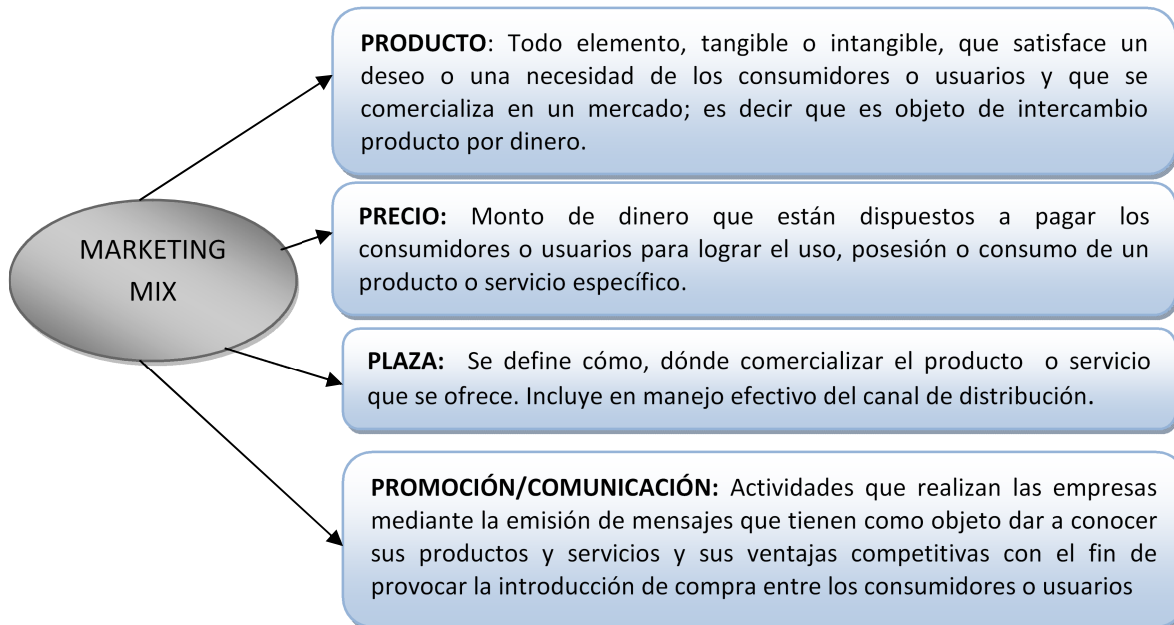 PRODUCTO: Todo elemento, tangible o intangible, que satisface un
deseo o una necesidad de los consumidores o usuarios y que se
comercializa en un mercado; es decir que es objeto de intercambio
producto por dinero.
MARKETING
MIX
PRECIO: Monto de dinero que están dispuestos a pagar los
consumidores o usuarios para lograr el uso, posesión o consumo de un
producto o servicio específico.
PLAZA: Se define cómo, dónde comercializar el producto o servicio
que se ofrece. Incluye en manejo efectivo del canal de distribución.
PROMOCIÓN/COMUNICACIÓN: Actividades que realizan las empresas
mediante la emisión de mensajes que tienen como objeto dar a conocer
sus productos y servicios y sus ventajas competitivas con el fin de
provocar la introducción de compra entre los consumidores o usuarios